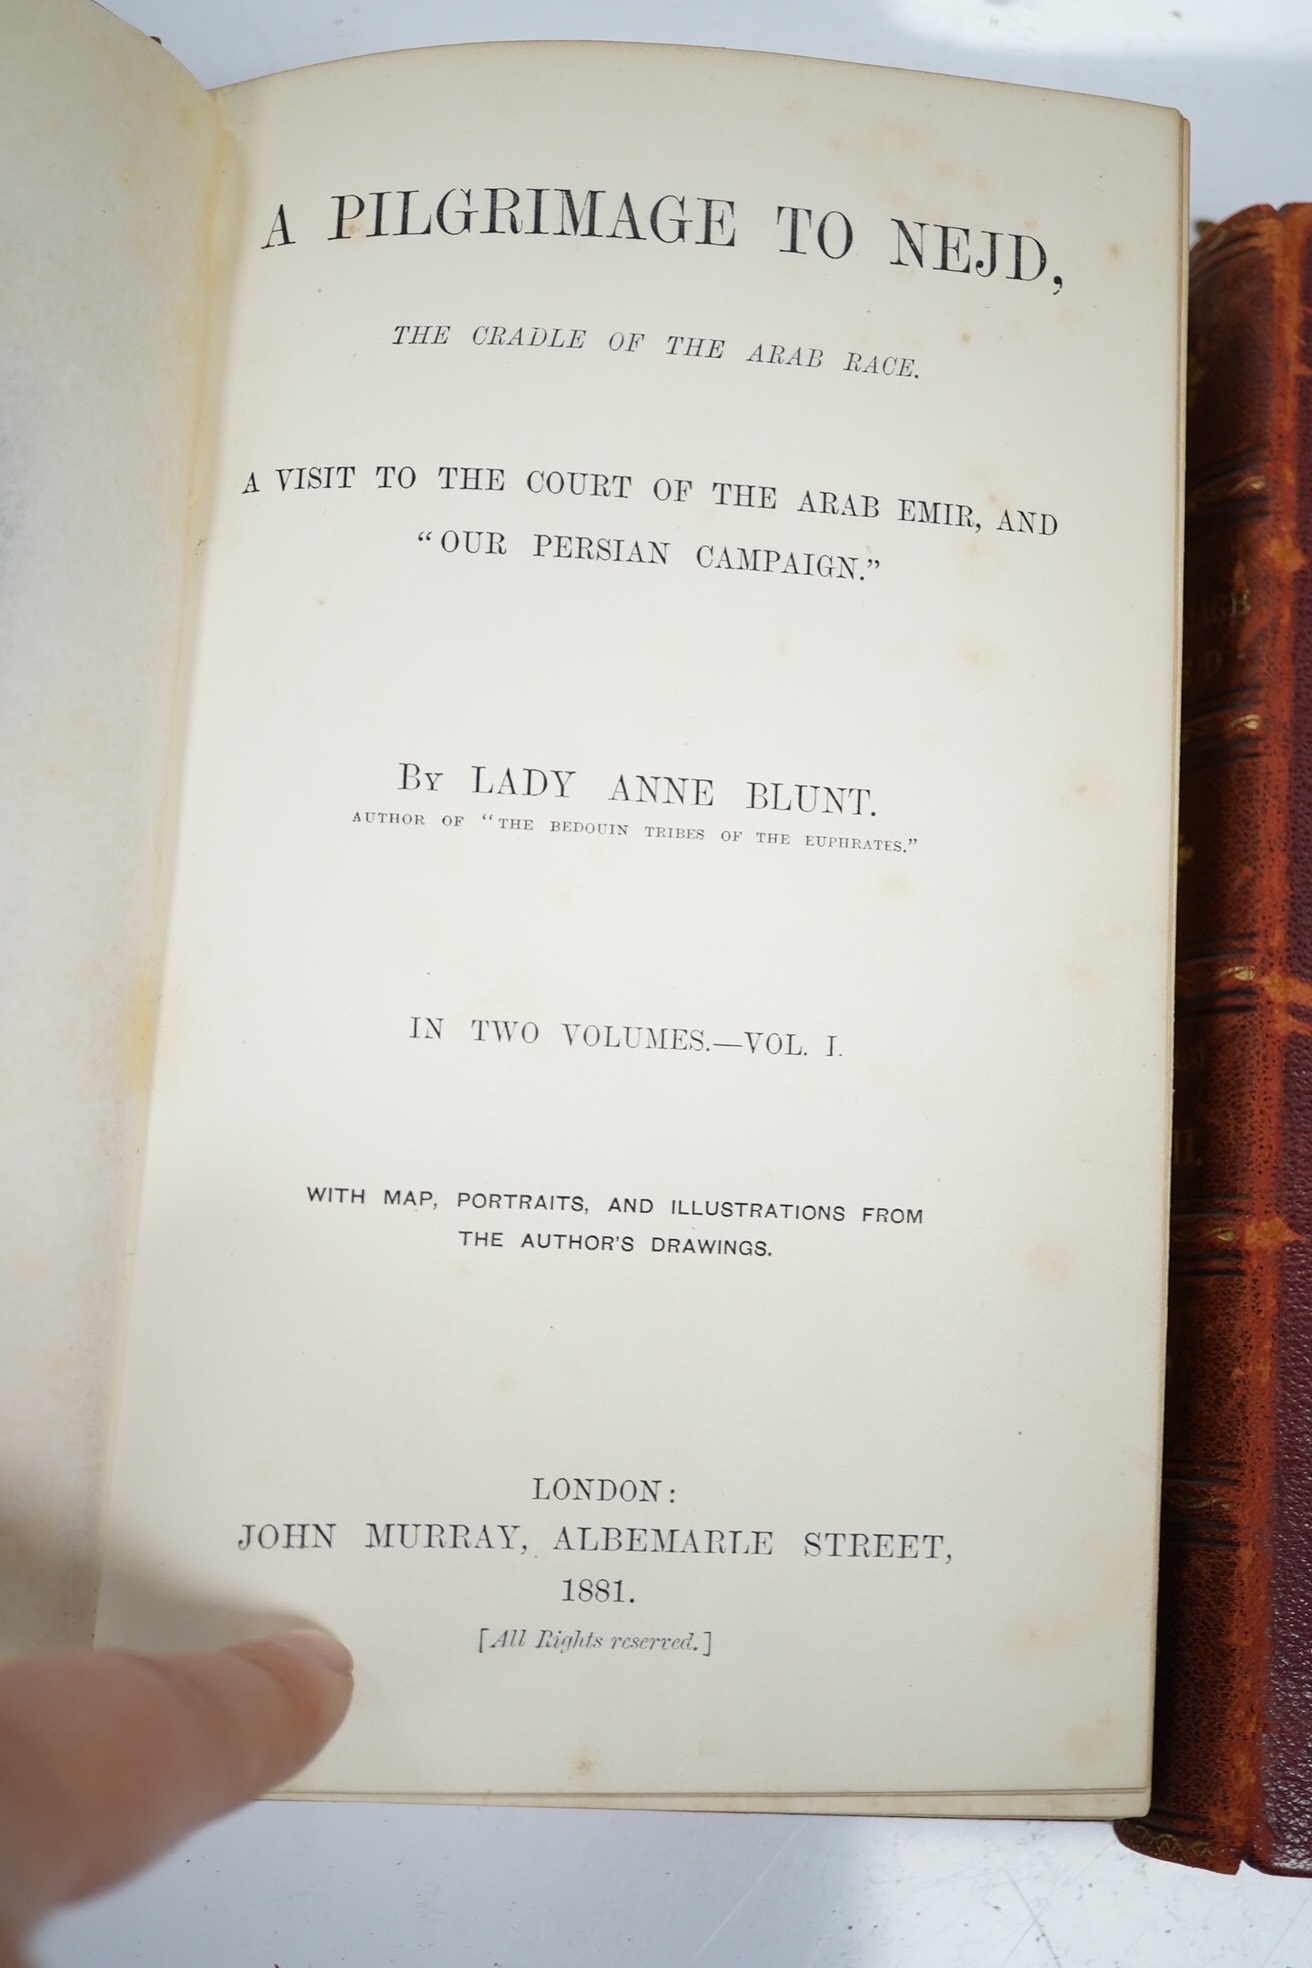 A PILGRIMAGE TO NEJD,
THE CRADLE OF THE ARAB RACE.
A VISIT TO THE COURT OF THE ARAB EMIR, AND
“OUR PERSIAN CAMPAIGN.”
By LADY ANNE BLUNT.
AUTHOR OF “THE BEDOUIN TRIBES OF THE EUPHRATES.”
IN TWO VOLUMES.—VOL. I.
WITH MAP, PORTRAITS, AND ILLUSTRATIONS FROM
THE AUTHOR'S DRAWINGS.
LONDON:
JOHN MURRAY, ALBEMARLE STREET,
1881.
[All Rights reserved.]